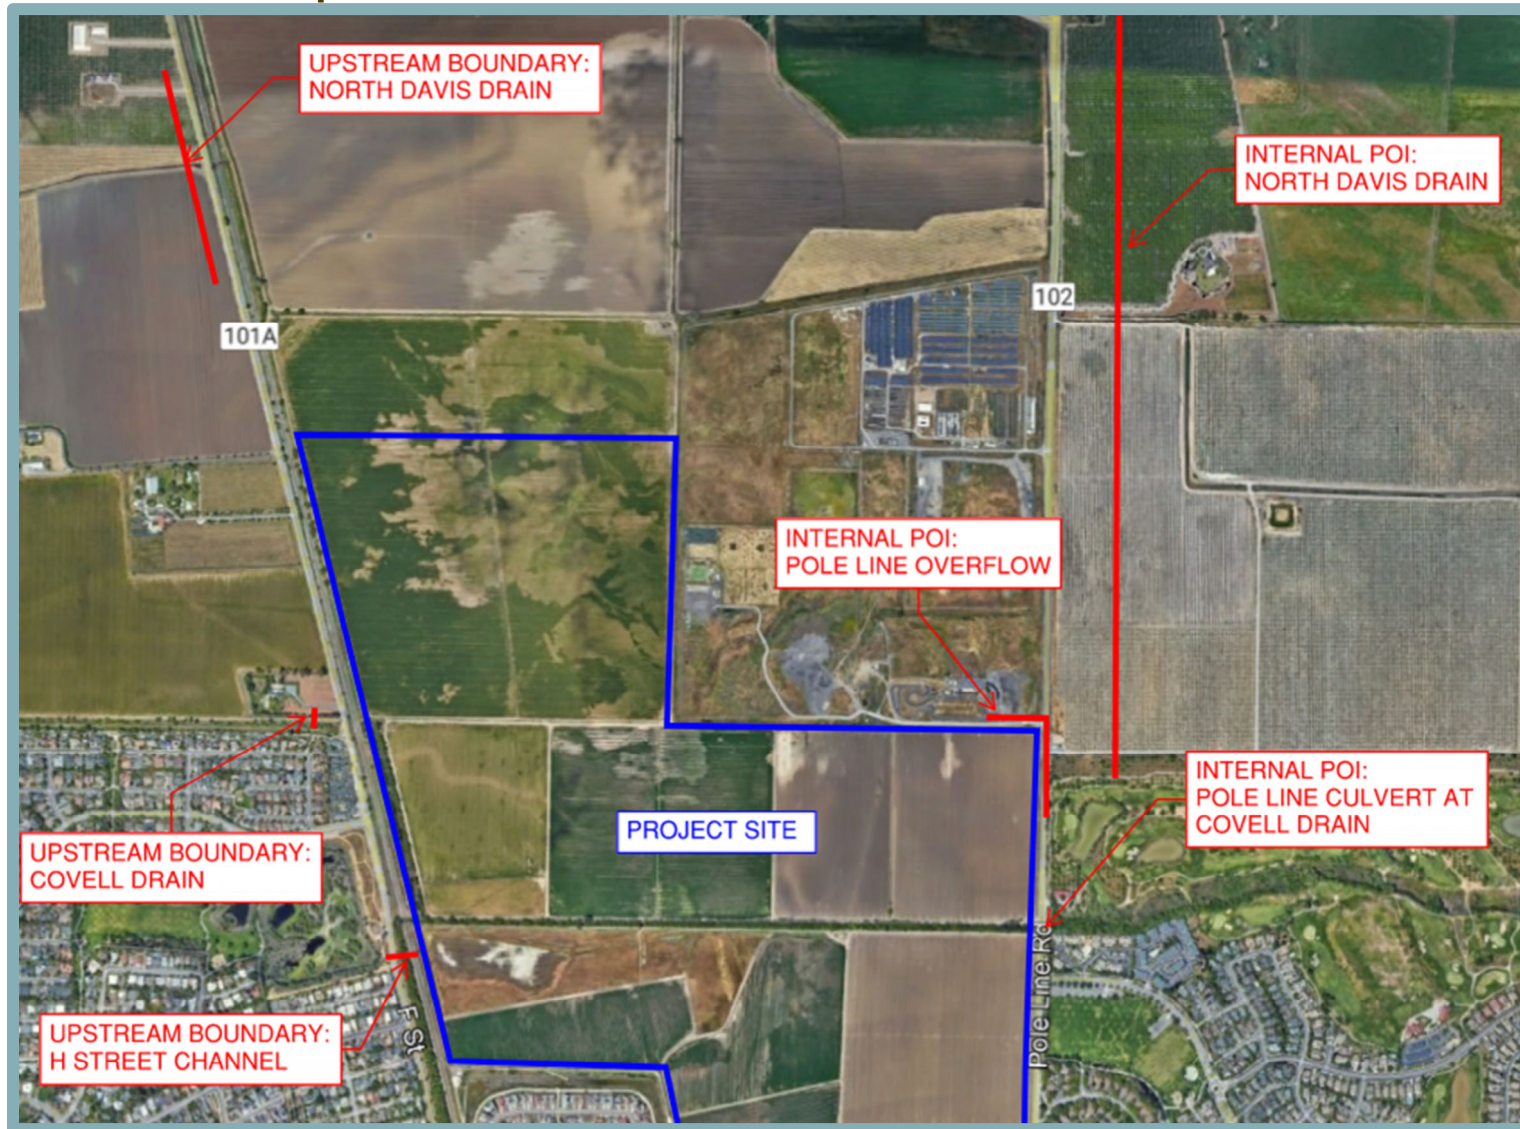 UPSTREAM BOUNDARY:
NORTH DAVIS DRAIN
INTERNAL POI:
NORTH DAVIS DRAIN
102
101A
INTERNAL POI:
POLE LINE OVERFLOW
INTERNAL POI:
POLE LINE CULVERT AT
COVELL DRAIN
PROJECT SITE
UPSTREAM BOUNDARY:
COVELL DRAIN
Pole Line Rd
F St
UPSTREAM BOUNDARY:
H STREET CHANNEL